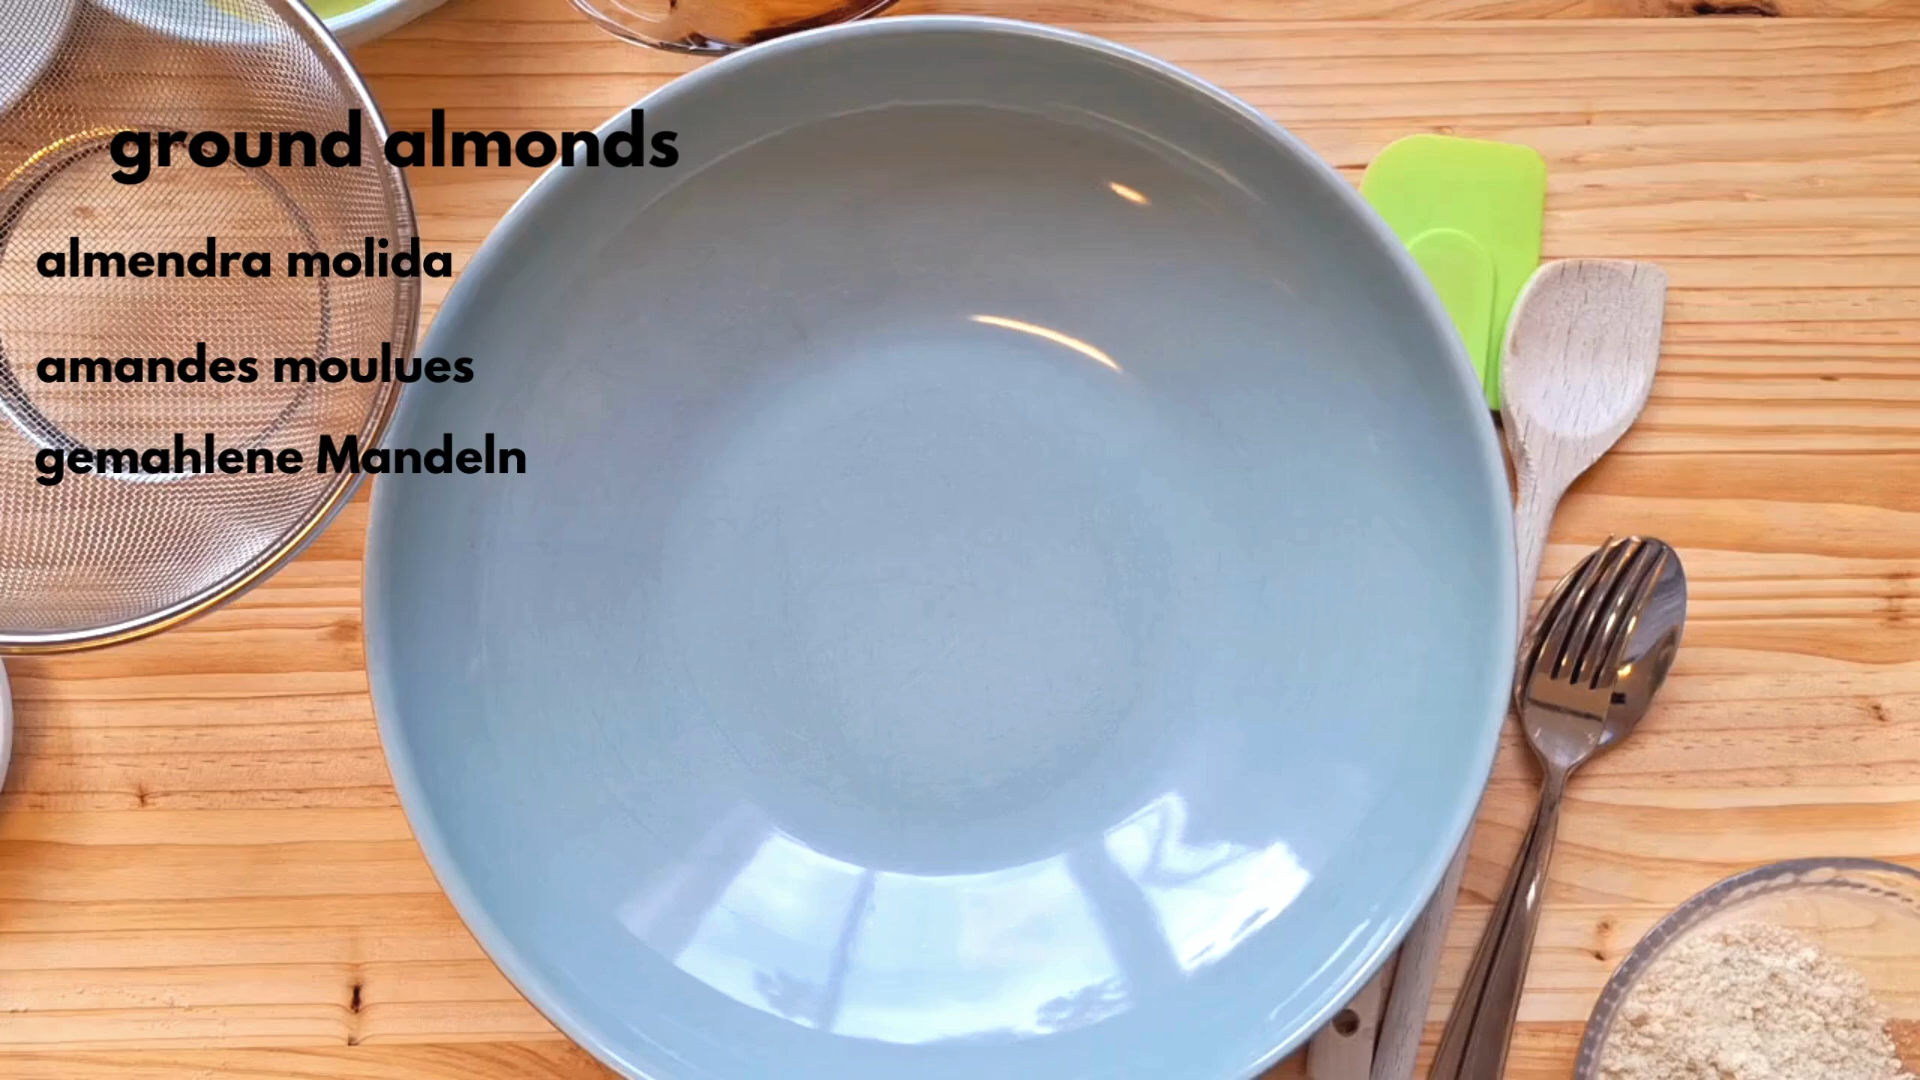 ground almonds
almendra molida
amandes moulues
gemahlene Mandeln